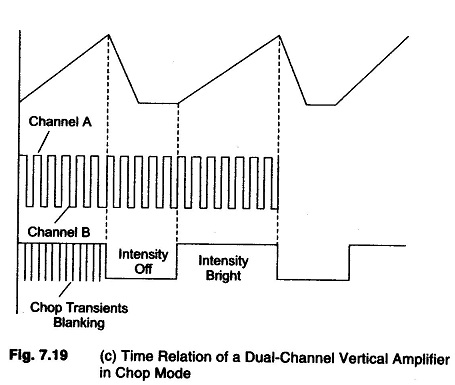 Channel A
Channel B
Intensity
Off
Intensity
Bright
Chop Transients
Blanking
Fig. 7.19 (c) Time Relation of a Dual-Channel Vertical Amplifier
in Chop Mode